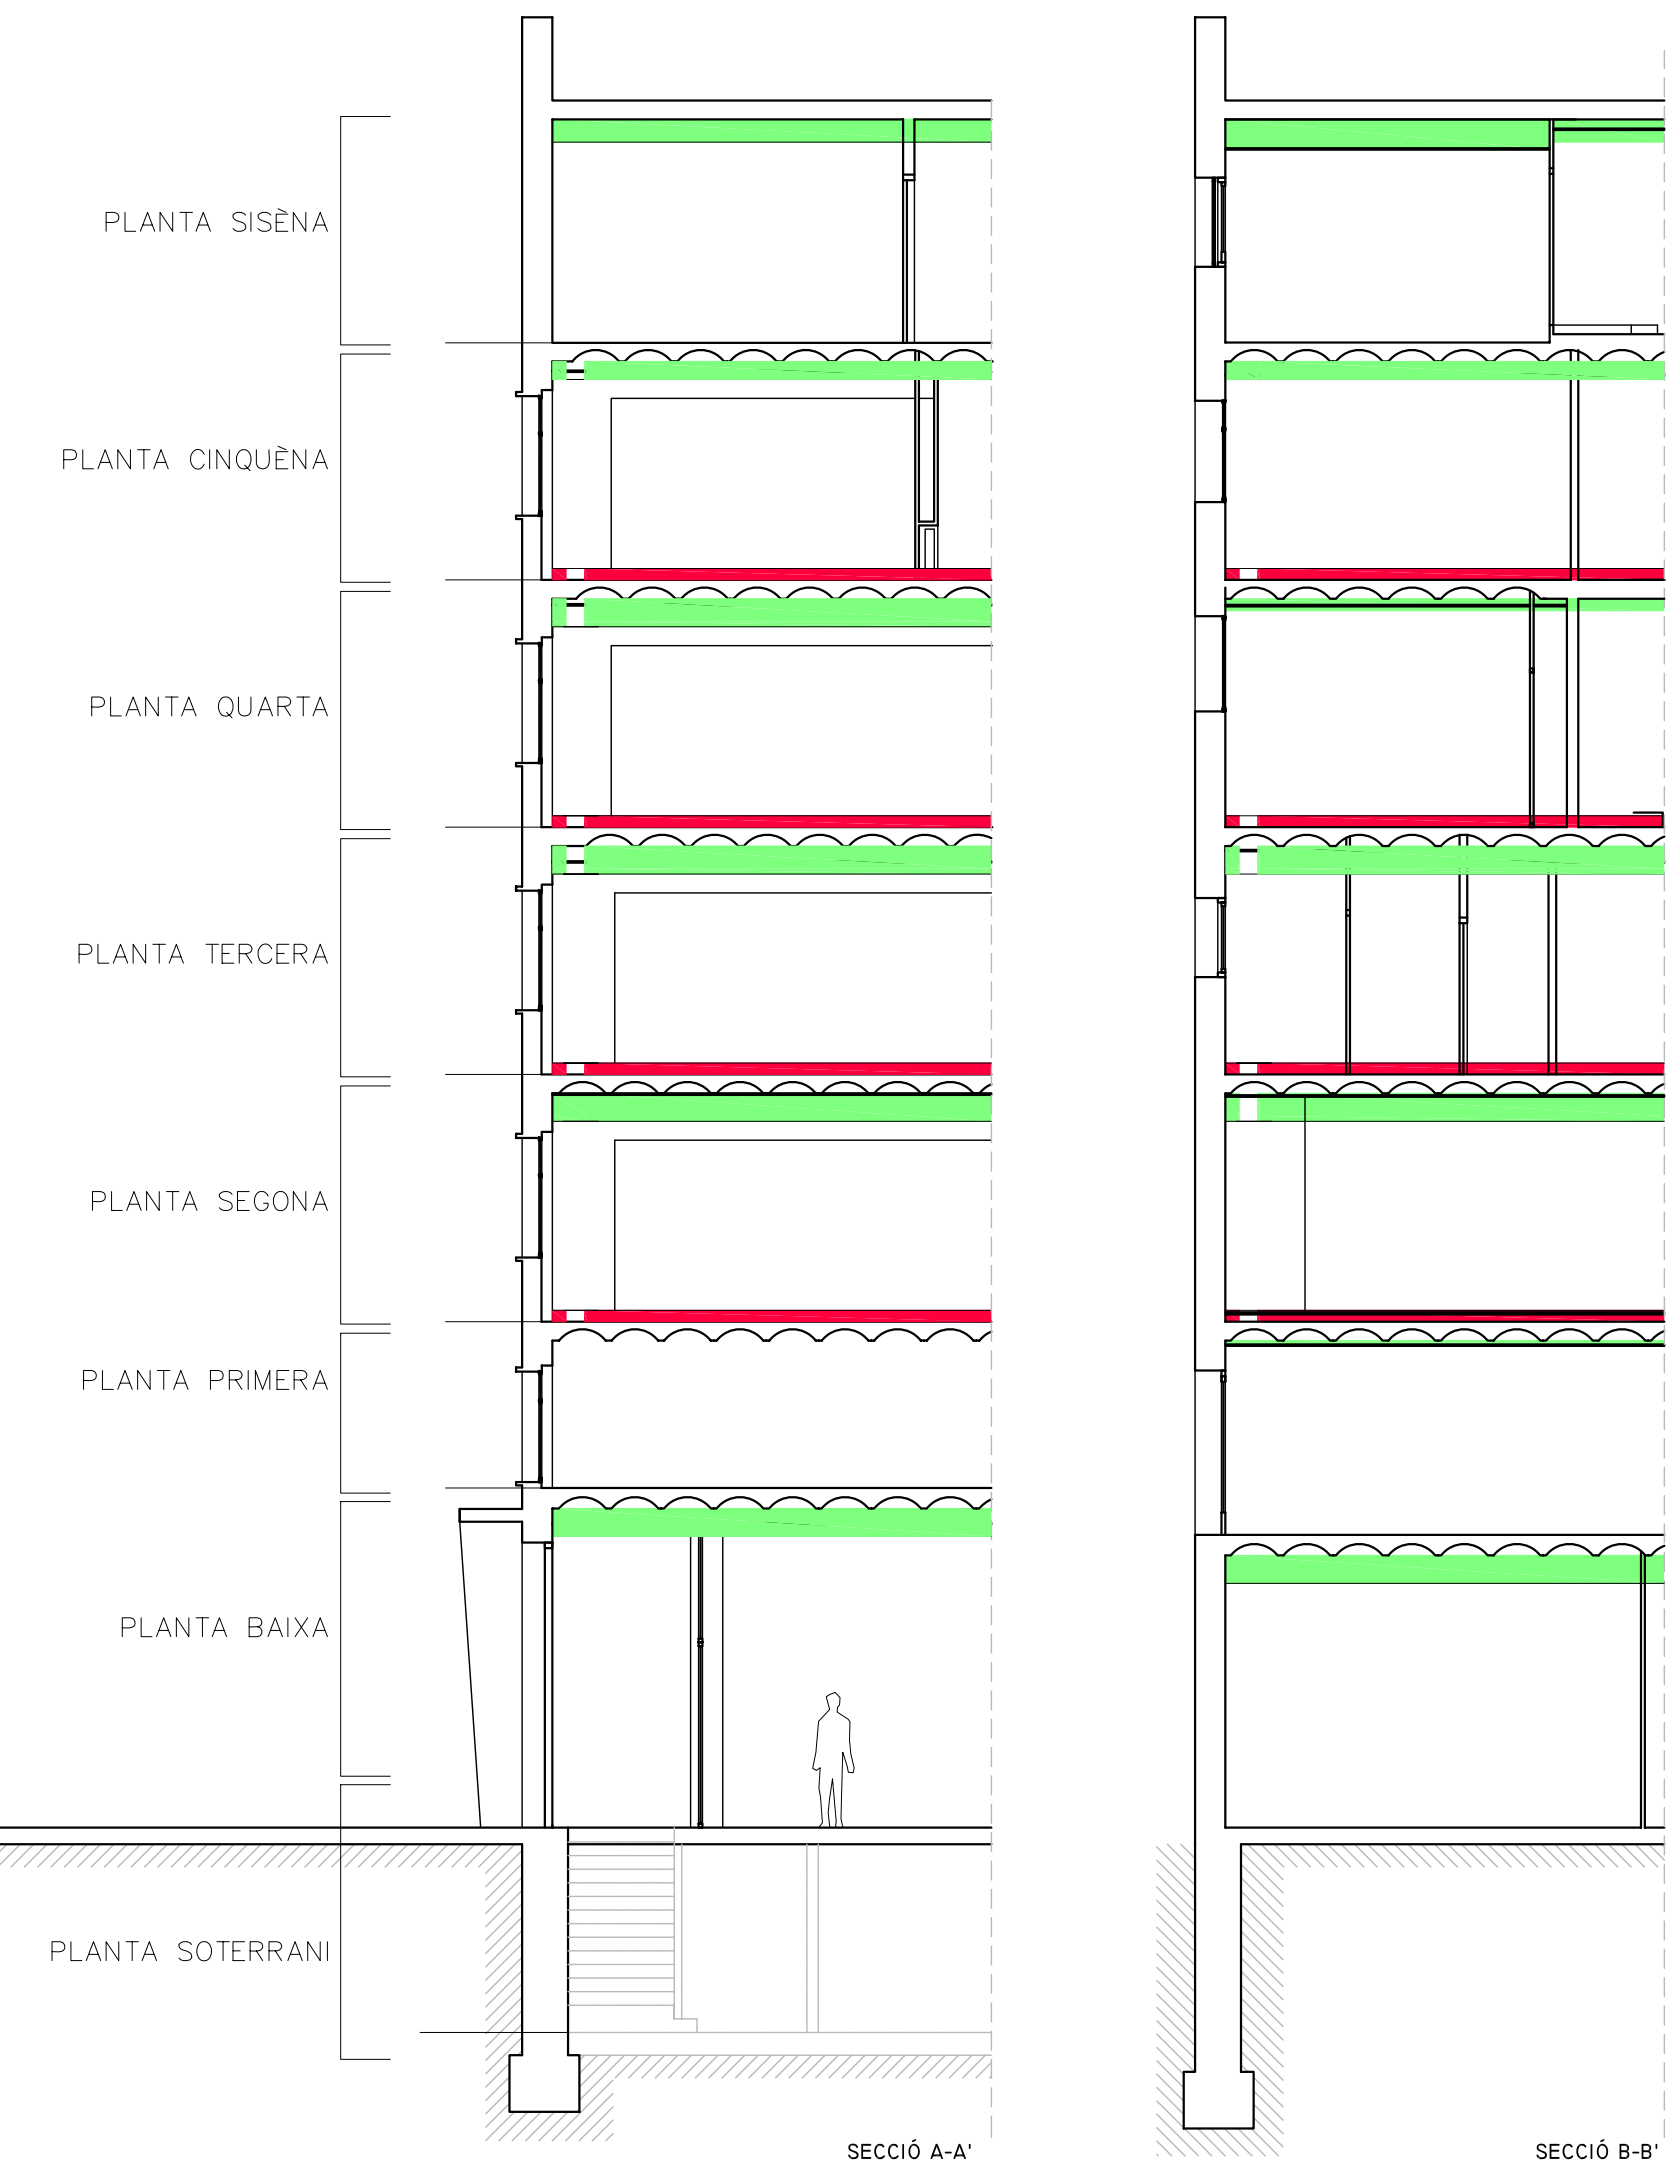 PLANTA SISÈNA
PLANTA CINQUÈNA
PLANTA QUARTA
PLANTA TERCERA
PLANTA SEGONA
PLANTA PRIMERA
PLANTA BAIXA
PLANTA SOTERRANI
SECCIÓ A-A'
SECCIÓ B-B'